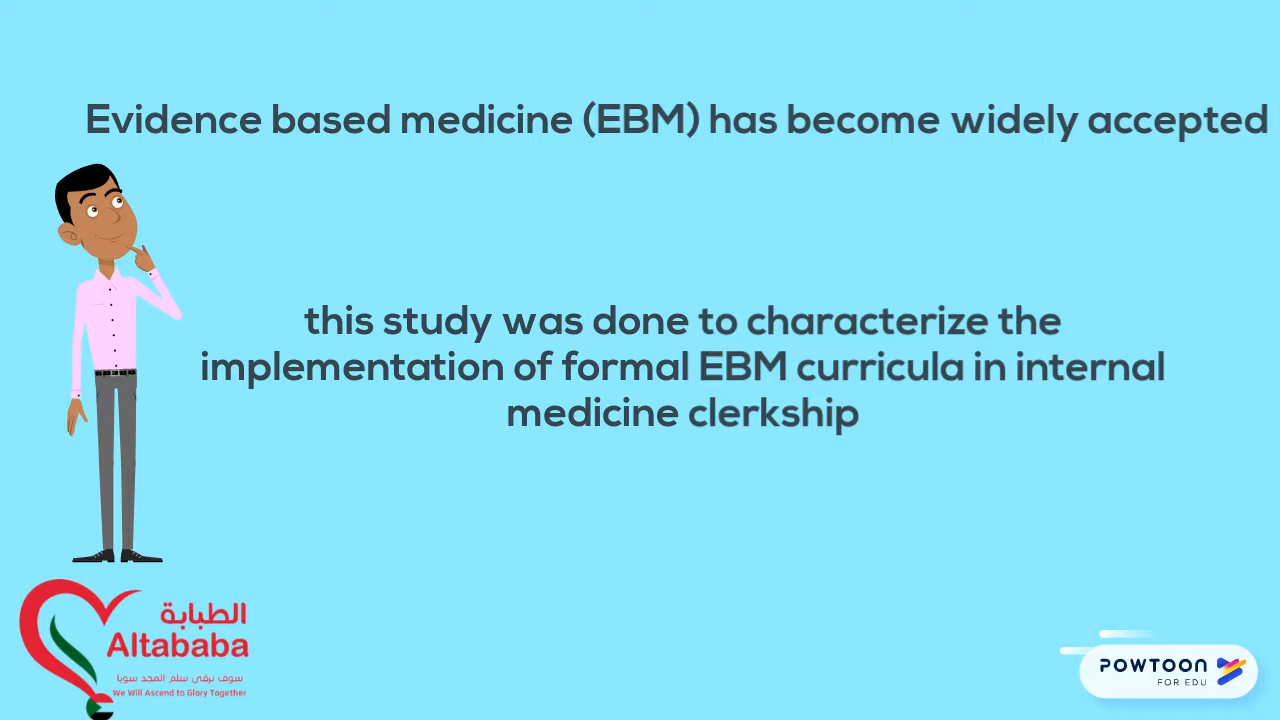 Evidence based medicine (EBM) has become widely accepted
this study was done to characterize the
implementation of formal EBM curricula in internal
medicine clerkship
الطبابة
Altababa
سوف نرقى سلم المجد سويا
We Will Ascend to Glory Together
POWTOON
FOR EDU